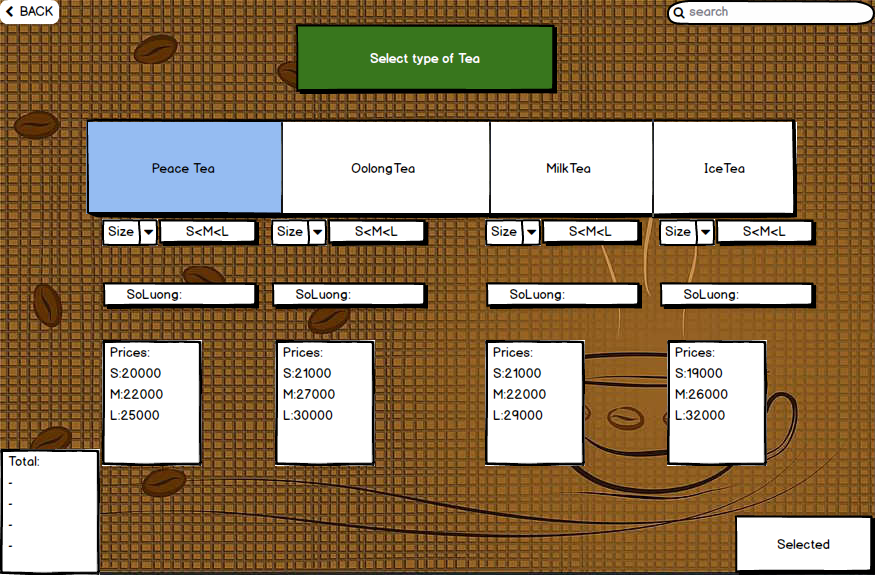 BACK
search
Select type of Tea
Peace Tea
OolongTea
MilkTea
IceTea
Size
S<M<L
Size
S<M<L
Size
S<M<L
Size
S<M<L
SoLuong:
SoLuong:
SoLuong:
SoLuong:
Prices:
S:20000
M:22000
L:25000
Prices:
S:21000
M:27000
L:30000
Prices:
S:21000
M:22000
L:29000
Prices:
S:19000
M:26000
L:32000
Total:
-
-
-
-
Selected